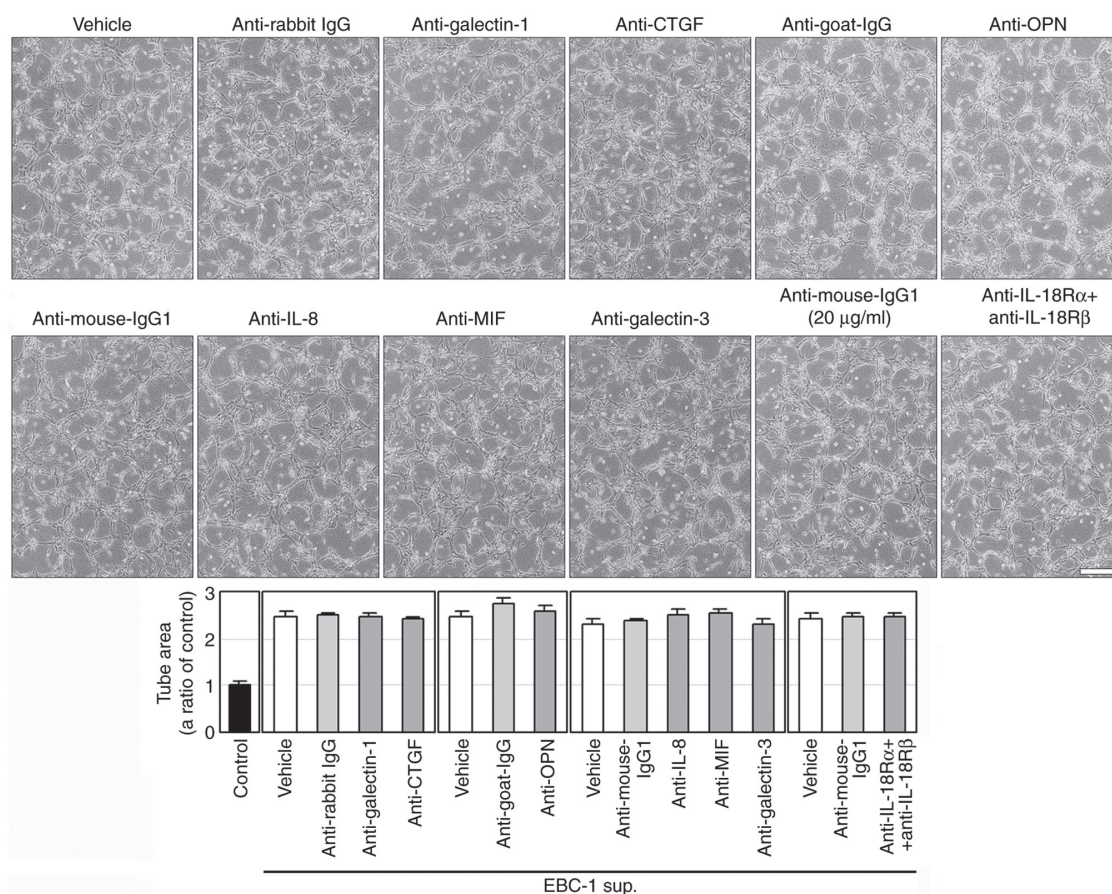 Vehicle
Anti-rabbit IgG
Anti-galectin-1
Anti-CTGF
Anti-goat-IgG
Anti-OPN
Anti-mouse-IgG1
Anti-IL-8
Anti-MIF
Anti-galectin-3
Anti-mouse-IgG1
(20 μg/ml)
Anti-IL-18Rα+
anti-IL-18Rβ
Tube area
(a ratio of control)
3
2
1
0
Control
Vehicle
Anti-rabbit IgG
Anti-galectin-1
Anti-CTGF
Vehicle
Anti-goat-IgG
Anti-OPN
Vehicle
Anti-mouse-
IgG1
Anti-IL-8
Anti-MIF
Anti-galectin-3
Vehicle
Anti-mouse-
IgG1
Anti-IL-18Rα+
+anti-IL-18Rβ
EBC-1 sup.